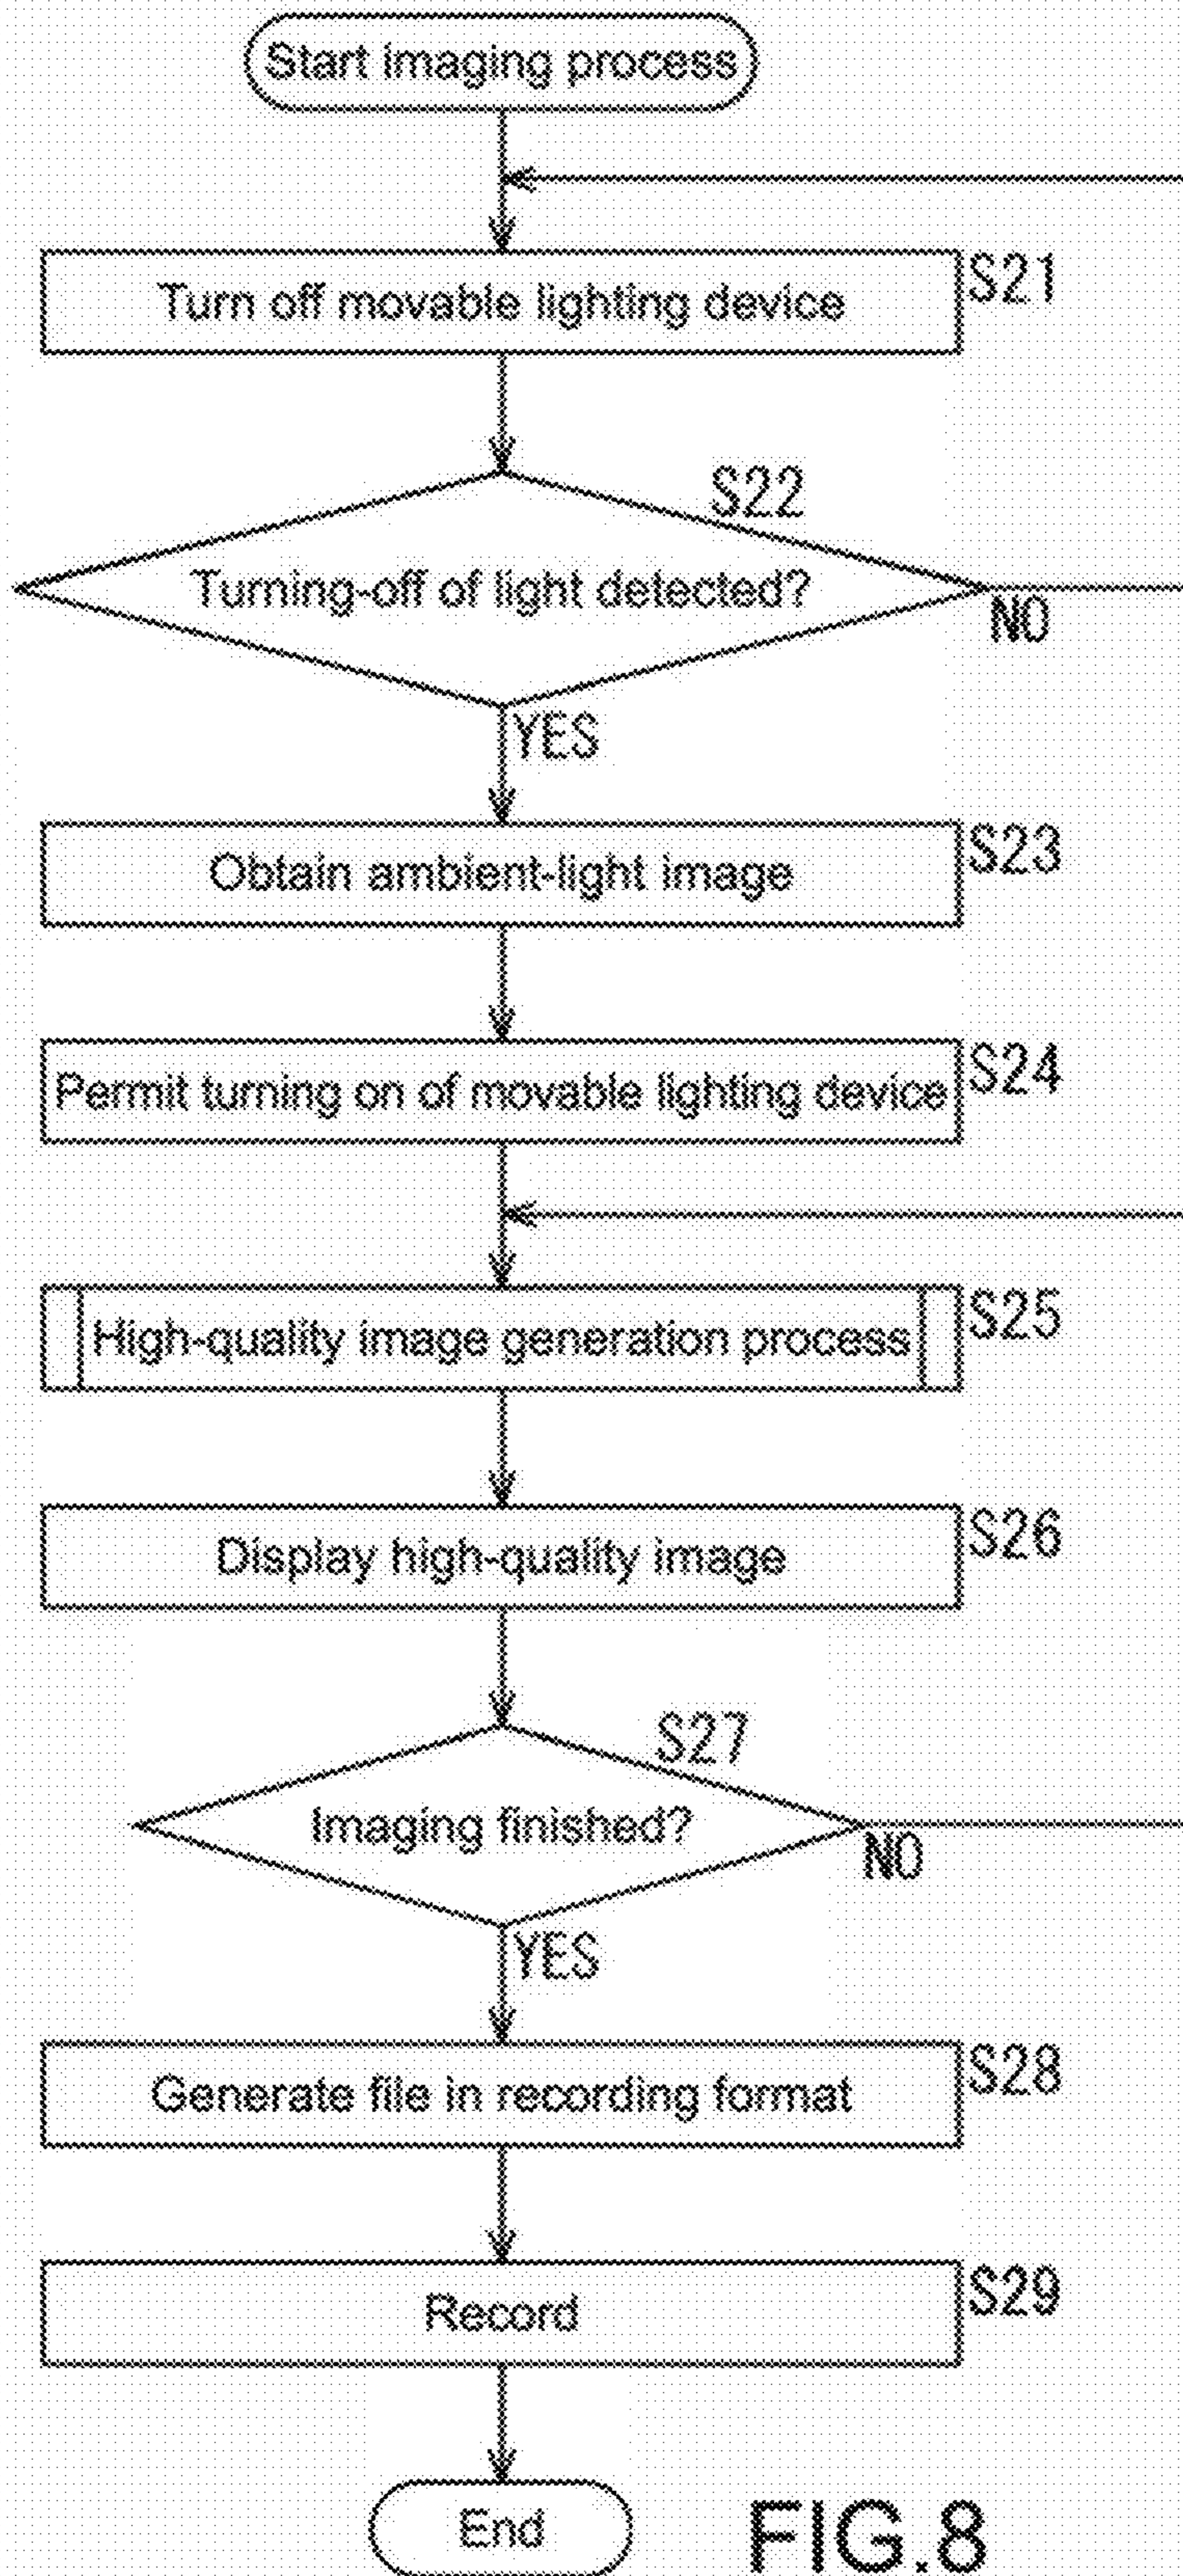 Start imaging process
Turn off movable lighting device
S21
S22
Turning-off of light detected?
NO
YES
Obtain ambient-light image
S23
Permit turning on of movable lighting device
S24
High-quality image generation process
S25
Display high-quality image
S26
S27
Imaging finished?
NO
YES
Generate file in recording format
S28
Record
S29
End
FIG.8